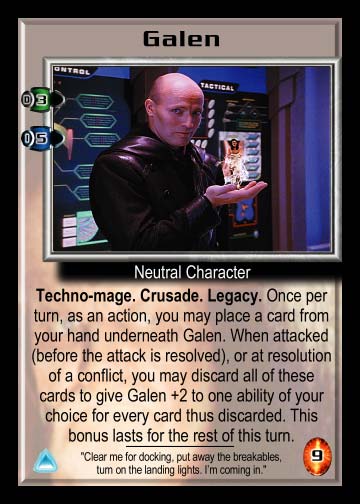 Galen
CONTROL
TACTICAL
3
5
Neutral Character
Techno-mage. Crusade. Legacy. Once per
turn, as an action, you may place a card from
your hand underneath Galen. When attacked
(before the attack is resolved), or at resolution
of a conflict, you may discard all of these
cards to give Galen +2 to one ability of your
choice for every card thus discarded. This
bonus lasts for the rest of this turn.
"Clear me for docking, put away the breakables,
turn on the landing lights. I'm coming in."
9